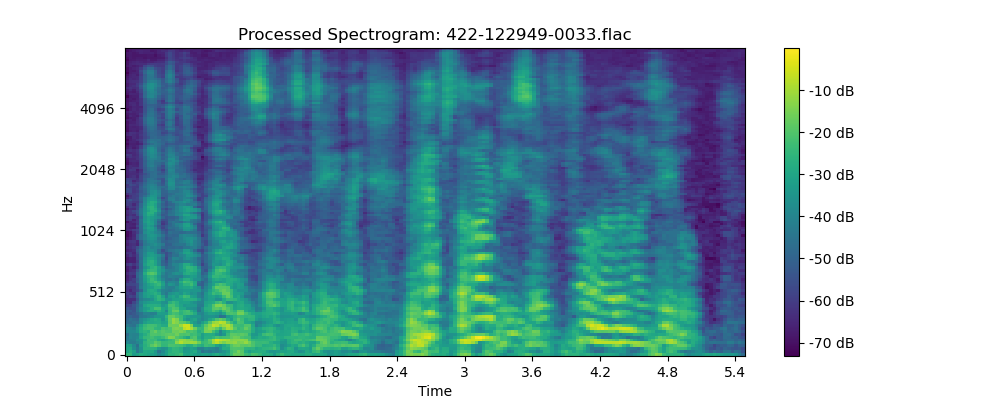 Processed Spectrogram: 422-122949-0033.flac
Hz
4096
2048
1024
512
0
0 0.6 1.2 1.8 2.4 3 3.6 4.2 4.8 5.4
Time
-10 dB
-20 dB
-30 dB
-40 dB
-50 dB
-60 dB
-70 dB